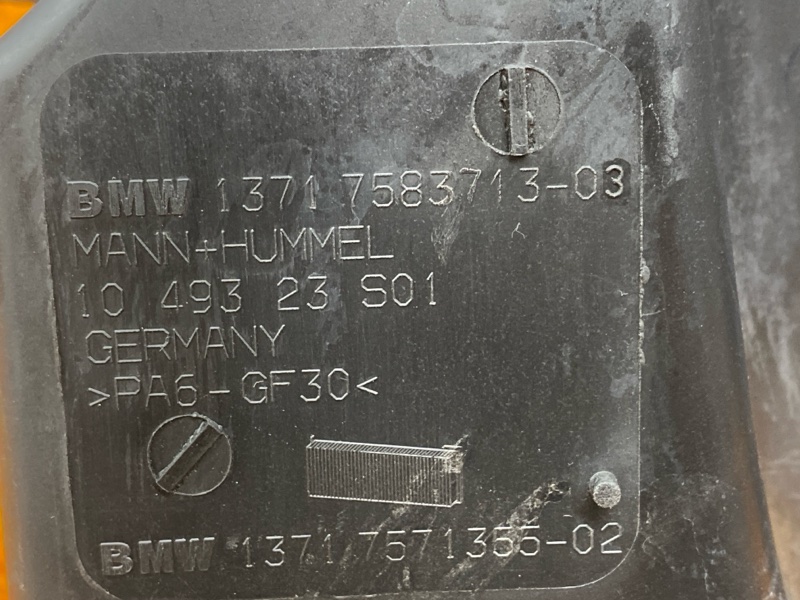 BMW 1371 7583713-03
MANN+HUMMEL
10 493 23 S01
GERMANY
>PA6-GF30<
BMW 1371 7571355-02